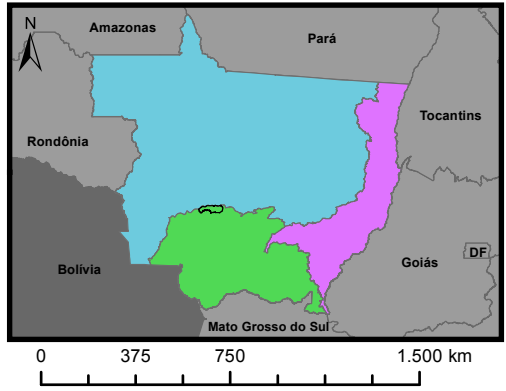 N
Amazonas
Pará
Tocantins
Rondônia
Bolívia
Goiás
DF
Mato Grosso do Sul
0 375 750 1.500 km